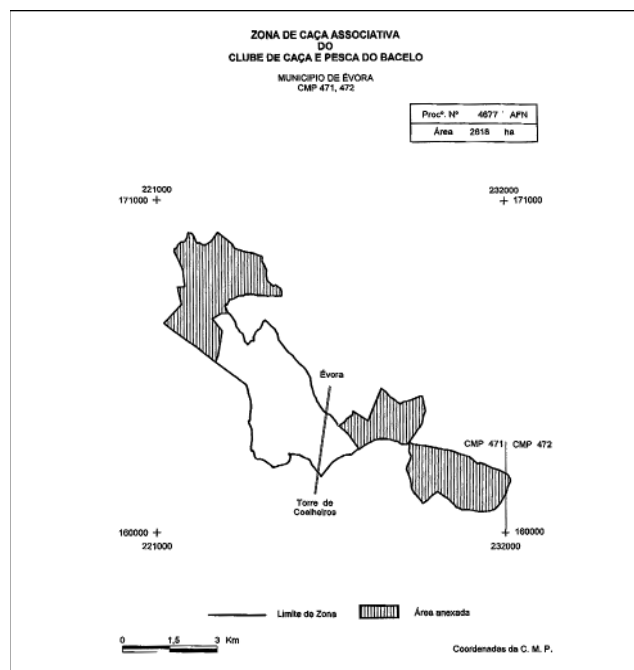 ZONA DE CAÇA ASSOCIATIVA
DO
CLUBE DE CAÇA E PESCA DO BACELO
MUNICIPIO DE ÉVORA
CMP 471, 472
Procº. Nº 4677 AFN
Área 2618 ha
221000
171000
232000
171000
Évora
CMP 471
CMP 472
Torre de
Coelheiros
160000
221000
160000
232000
Limite de Zona
Área anexada
0 1,5 3 Km
Coordenadas da C. M. P.